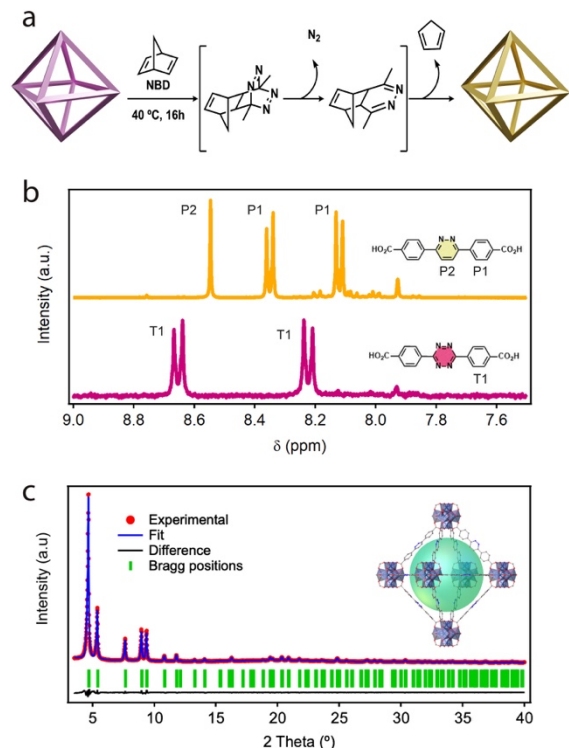 a
NBD
40 ºC, 16h
N
N
N
N
N₂
N
N
b
P2
P1
P1
N-N
HO₂C
CO₂H
P2
P1
T1
T1
N-N
N=N
HO₂C
CO₂H
T1
Intensity (a.u.)
9.0 8.8 8.6 8.4 8.2 8.0 7.8 7.6
δ (ppm)
c
Experimental
Fit
Difference
Bragg positions
Intensity (a.u)
5 10 15 20 25 30 35 40
2 Theta (º)